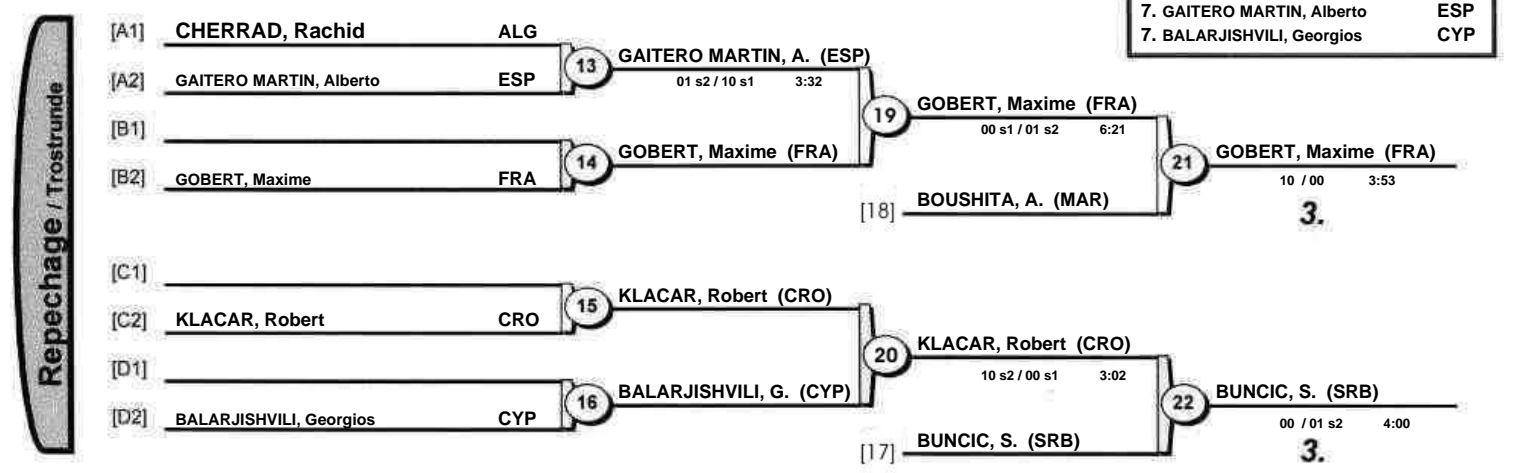 7. GAITERO MARTIN, Alberto ESP
7. BALARJISHVILI, Georgios CYP
Repechage / Trostrunde
[A1] CHERRAD, Rachid ALG
[A2] GAITERO MARTIN, Alberto ESP
13 GAITERO MARTIN, A. (ESP)
01 s2 / 10 s1 3:32
[B1]
[B2] GOBERT, Maxime FRA
14 GOBERT, Maxime (FRA)
19 GOBERT, Maxime (FRA)
00 s1 / 01 s2 6:21
[18] BOUSHITA, A. (MAR)
21 GOBERT, Maxime (FRA)
10 / 00 3:53
3.
[C1]
[C2] KLACAR, Robert CRO
15 KLACAR, Robert (CRO)
[D1]
[D2] BALARJISHVILI, Georgios CYP
16 BALARJISHVILI, G. (CYP)
20 KLACAR, Robert (CRO)
10 s2 / 00 s1 3:02
[17] BUNCIC, S. (SRB)
22 BUNCIC, S. (SRB)
00 / 01 s2 4:00
3.